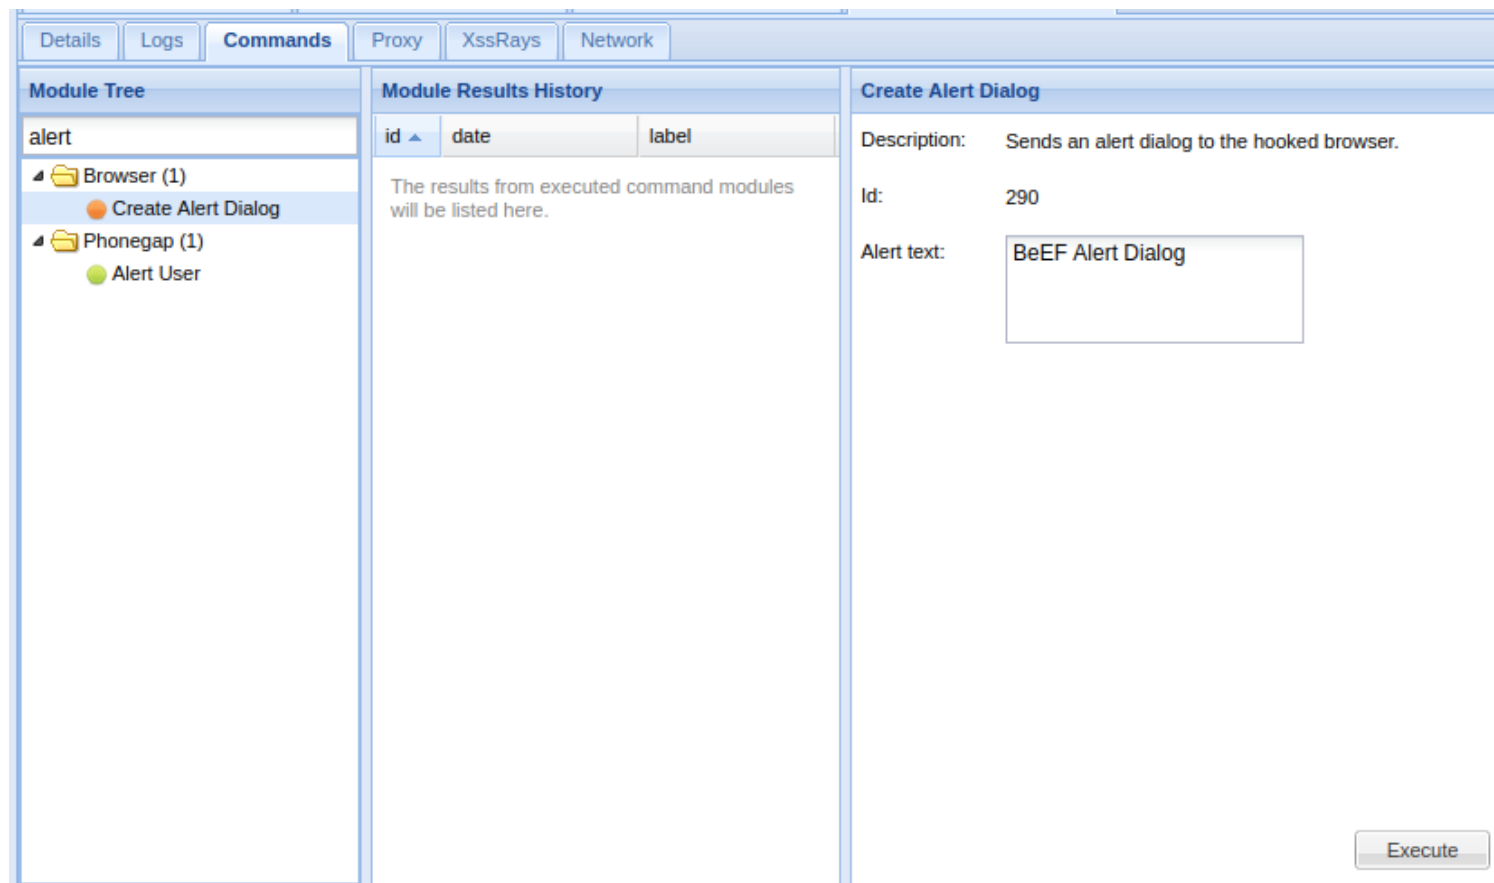 Details Logs Commands Proxy XssRays Network
Module Tree
alert
Browser (1)
Create Alert Dialog
Phonegap (1)
Alert User
Module Results History
id date label
The results from executed command modules
will be listed here.
Create Alert Dialog
Description: Sends an alert dialog to the hooked browser.
Id: 290
Alert text: BeEF Alert Dialog
Execute